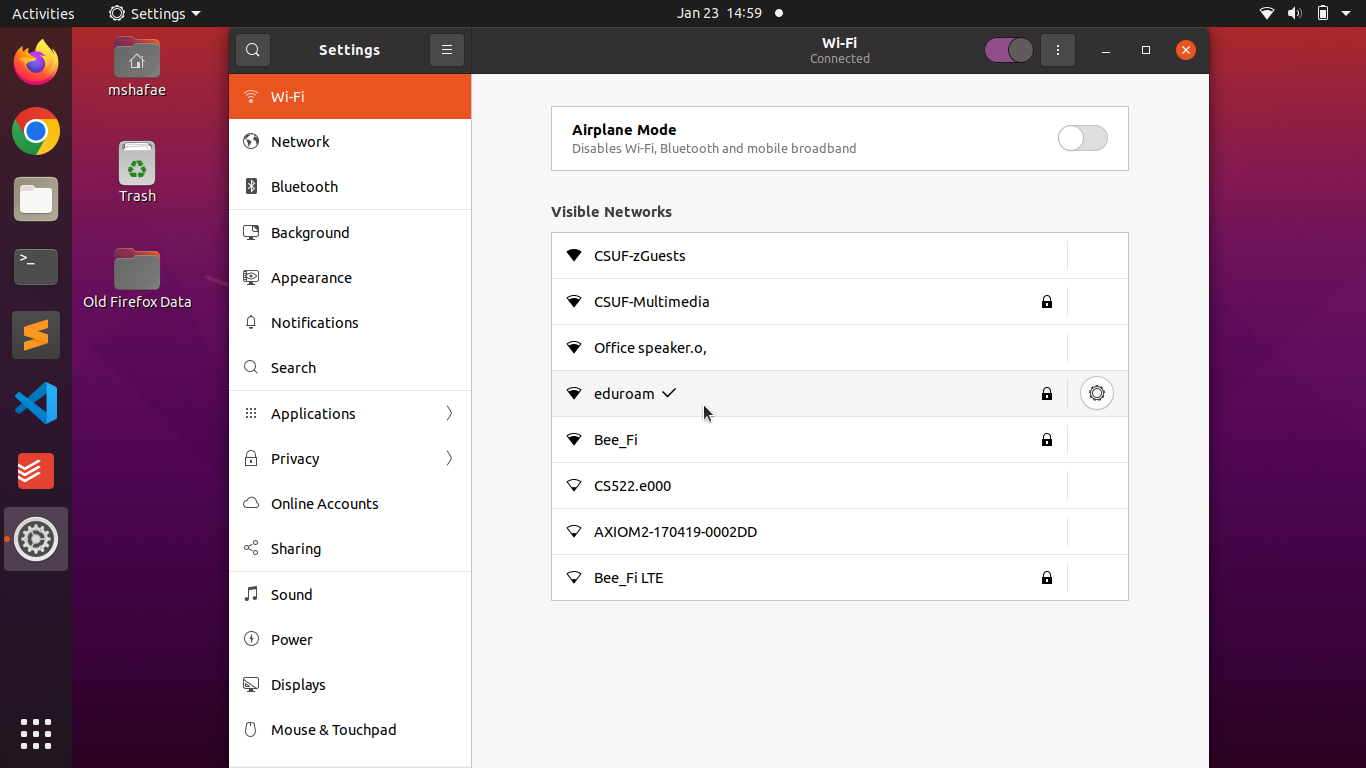 Activities Settings Jan 23 14:59
mshafae
Trash
Old Firefox Data
>_
Settings
Wi-Fi
Connected
Wi-Fi
Network
Bluetooth
Background
Appearance
Notifications
Search
Applications
Privacy
Online Accounts
Sharing
Sound
Power
Displays
Mouse & Touchpad
Airplane Mode
Disables Wi-Fi, Bluetooth and mobile broadband
Visible Networks
CSUF-zGuests
CSUF-Multimedia
Office speaker.o,
eduroam
Bee_Fi
CS522.e000
AXIOM2-170419-0002DD
Bee_Fi LTE